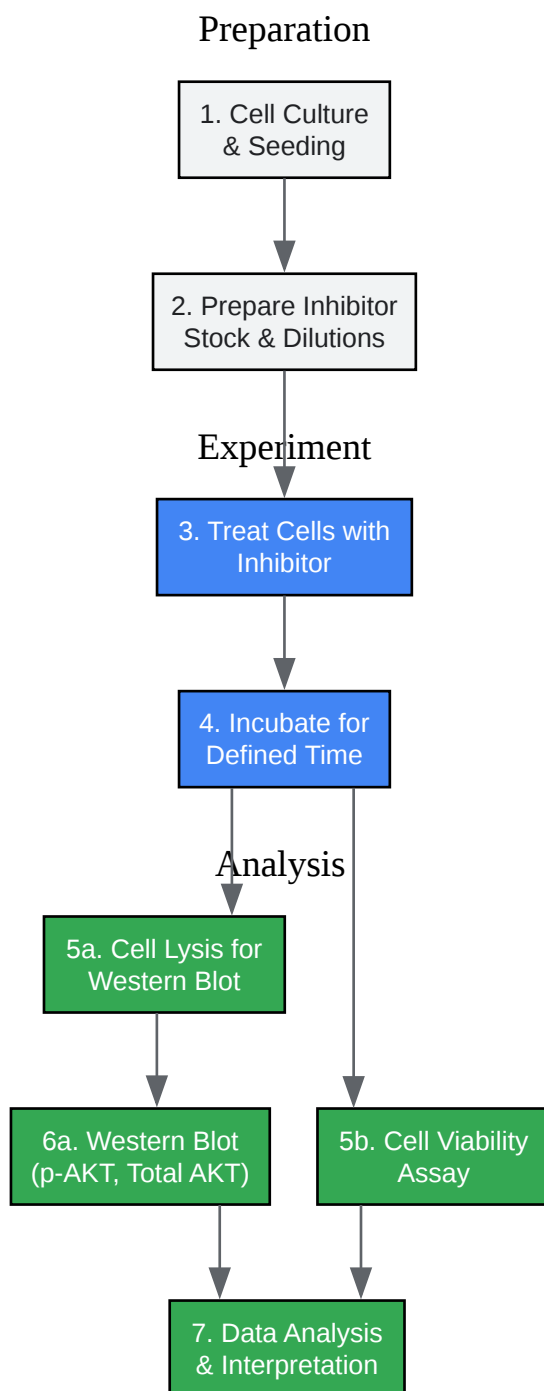 Preparation
1. Cell Culture
& Seeding
2. Prepare Inhibitor
Stock & Dilutions
Experiment
3. Treat Cells with
Inhibitor
4. Incubate for
Defined Time
Analysis
5a. Cell Lysis for
Western Blot
6a. Western Blot
(p-AKT, Total AKT)
5b. Cell Viability
Assay
7. Data Analysis
& Interpretation